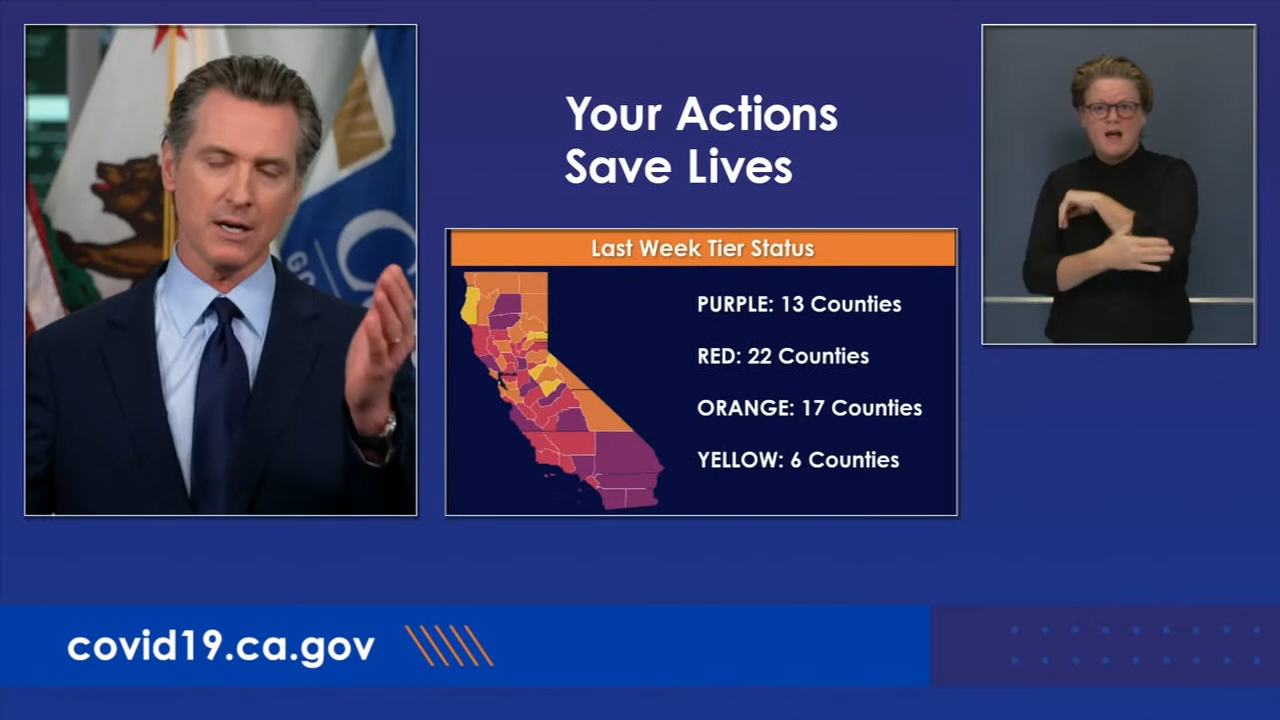 Your Actions
Save Lives
Last Week Tier Status
PURPLE: 13 Counties
RED: 22 Counties
ORANGE: 17 Counties
YELLOW: 6 Counties
covid19.ca.gov